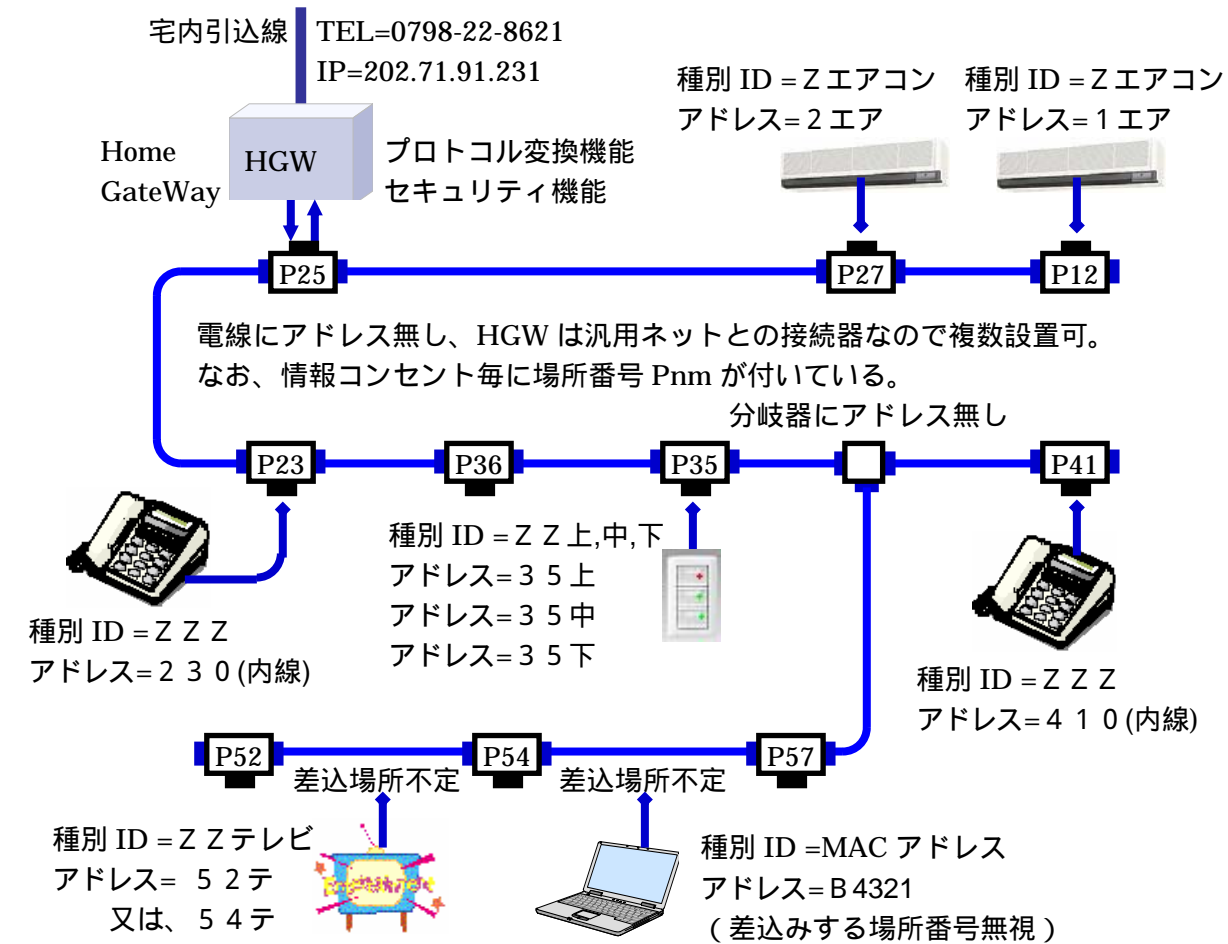 宅内引込線
TEL=0798-22-8621
IP=202.71.91.231
種別 ID =Zエアコン
アドレス=2エア
種別 ID =Zエアコン
アドレス=1エア
Home
GateWay
HGW
プロトコル変換機能
セキュリティ機能
P25
P27
P12
電線にアドレス無し、HGW は汎用ネットとの接続器なので複数設置可。
なお、情報コンセント毎に場所番号 Pnm が付いている。
分岐器にアドレス無し
P23
P36
P35
P41
種別 ID =ZZ上,中,下
アドレス=35上
アドレス=35中
アドレス=35下
種別 ID =ZZZ
アドレス=230(内線)
種別 ID =ZZZ
アドレス=410(内線)
P52
P54
P57
差込場所不定
差込場所不定
種別 ID =ZZテレビ
アドレス= 52テ
又は、54テ
種別 ID =MAC アドレス
アドレス=B4321
(差込みする場所番号無視)